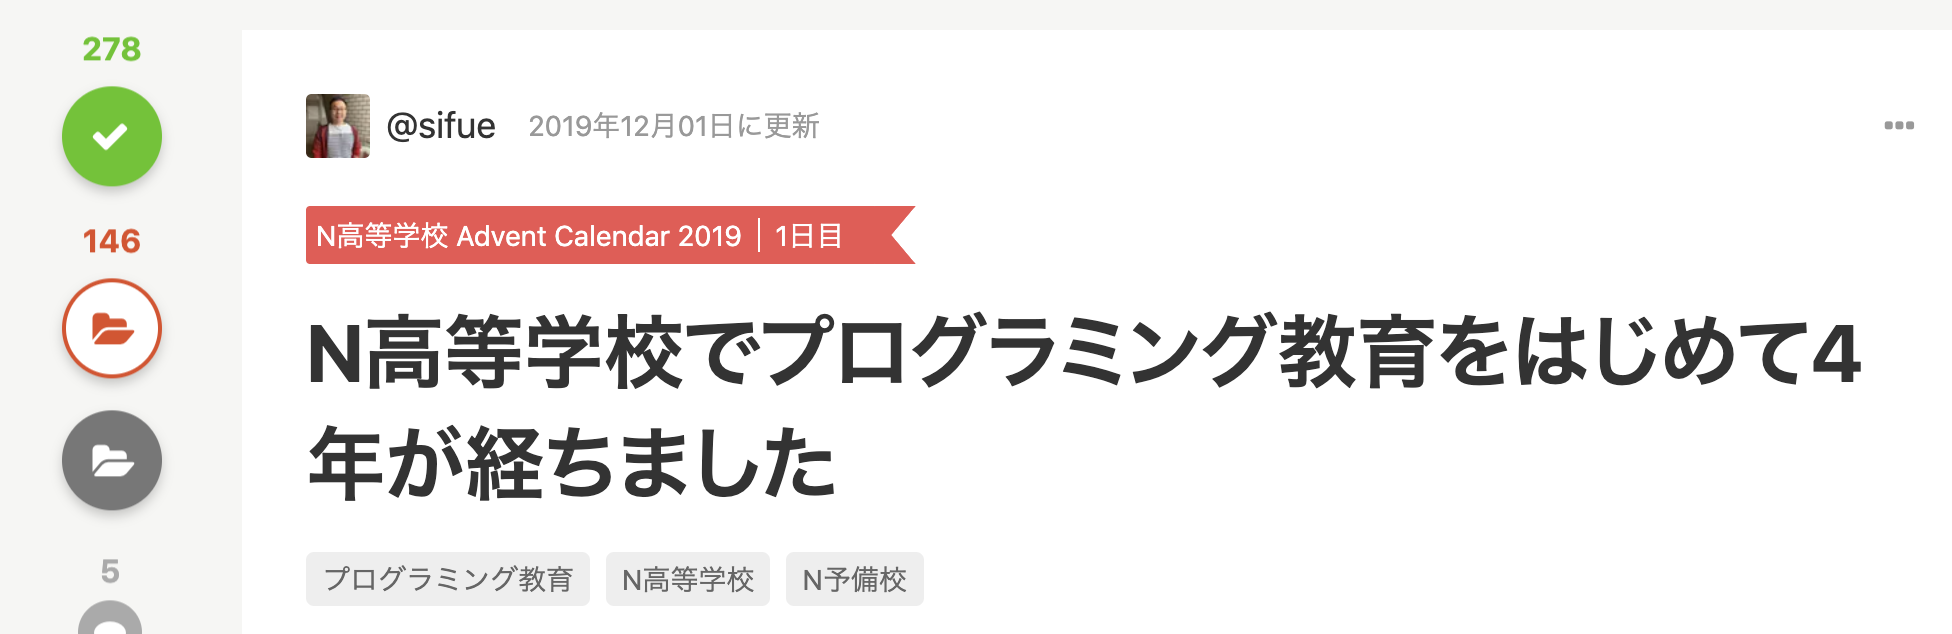 278
146
5
@sifue 2019年12月01日に更新
N高等学校 Advent Calendar 2019 | 1日目
N高等学校でプログラミング教育をはじめて4
年が経ちました
プログラミング教育 N高等学校 N予備校